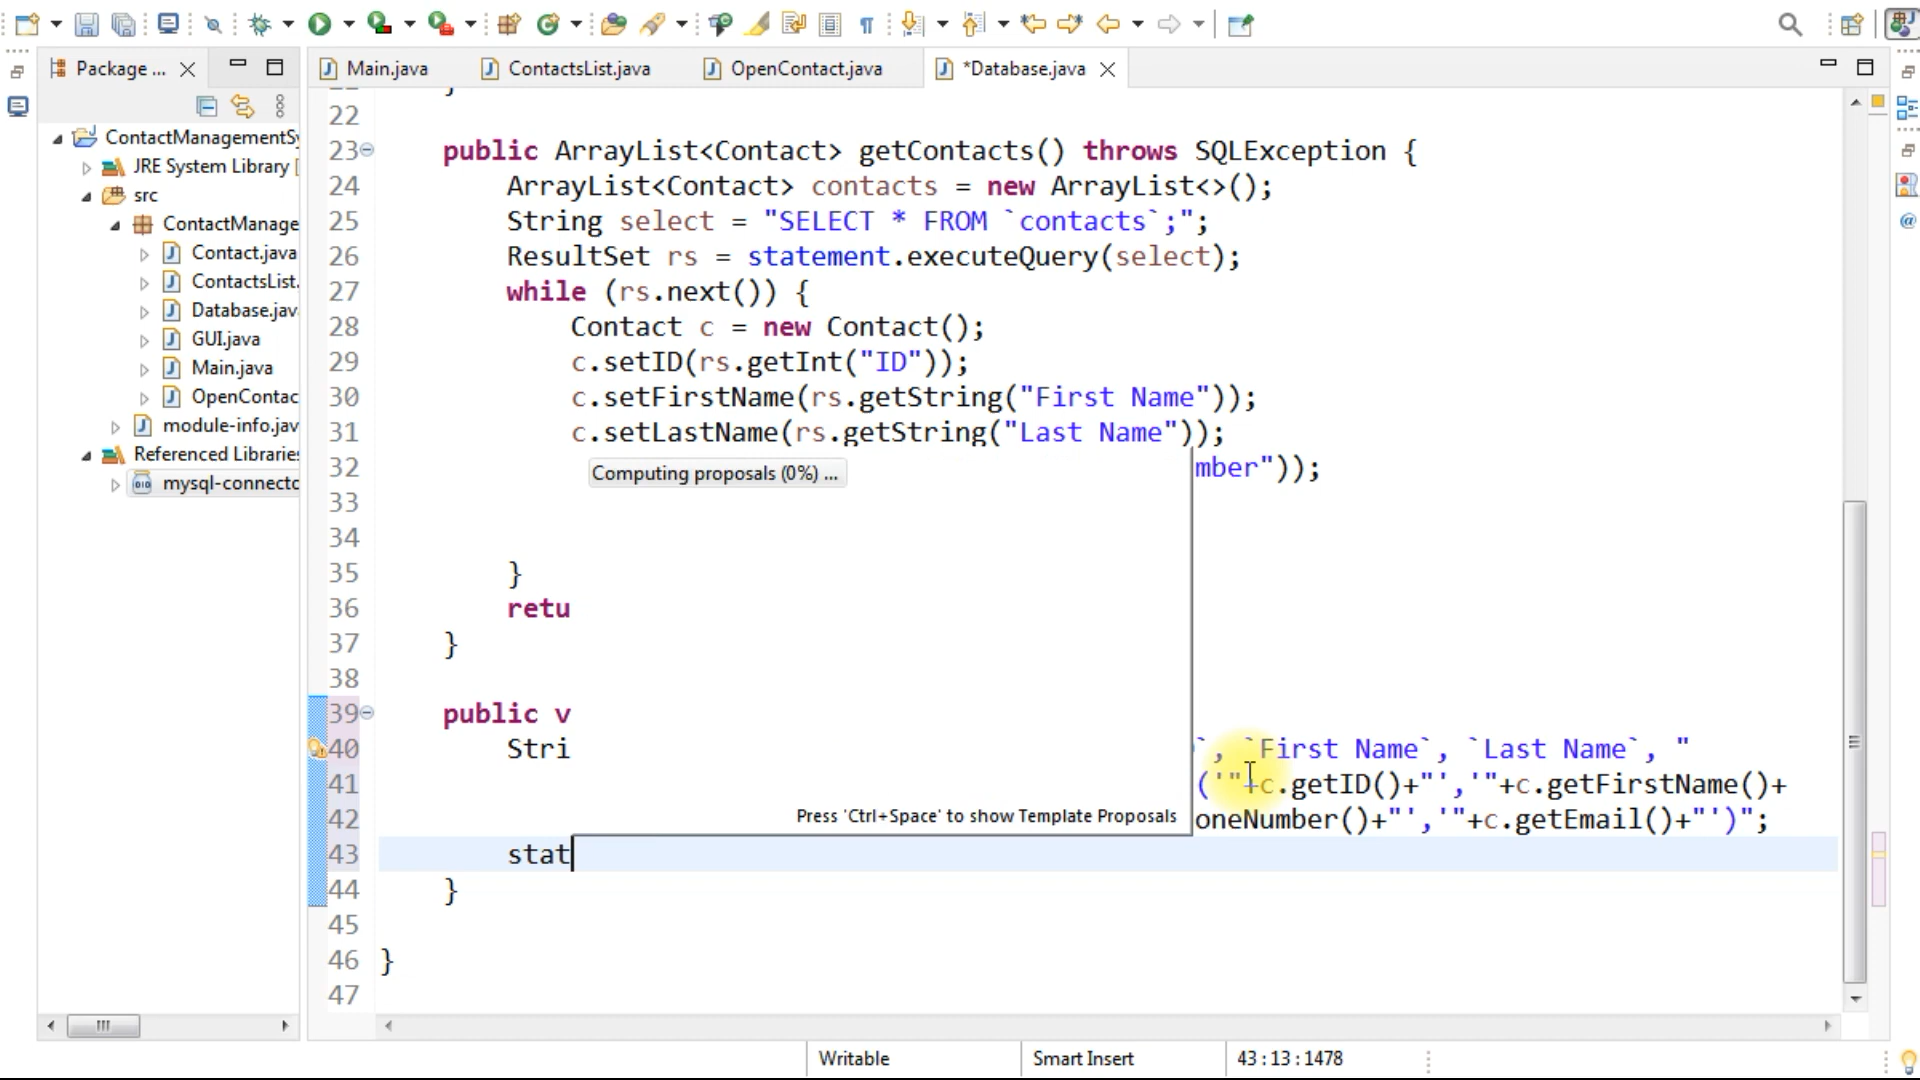 Package ...
Main.java
ContactsList.java
OpenContact.java
*Database.java
ContactManagementSy
JRE System Library [
src
ContactManage
Contact.java
ContactsList.
Database.jav
GUI.java
Main.java
OpenContac
module-info.jav
Referenced Libraries
mysql-connecto
22
23 public ArrayList<Contact> getContacts() throws SQLException {
24 ArrayList<Contact> contacts = new ArrayList<>();
25 String select = "SELECT * FROM `contacts`;";
26 ResultSet rs = statement.executeQuery(select);
27 while (rs.next()) {
28 Contact c = new Contact();
29 c.setID(rs.getInt("ID"));
30 c.setFirstName(rs.getString("First Name"));
31 c.setLastName(rs.getString("Last Name"));
32 mber"));
Computing proposals (0%) ...
33
34
35 }
36 retu
37 }
38
39 public v
40 Stri `, `First Name`, `Last Name`, "
41 ('"+c.getID()+"','"+c.getFirstName()+
42 oneNumber()+"','"+c.getEmail()+"')";
Press 'Ctrl+Space' to show Template Proposals
43 stat
44 }
45
46 }
47
Writable
Smart Insert
43:13:1478